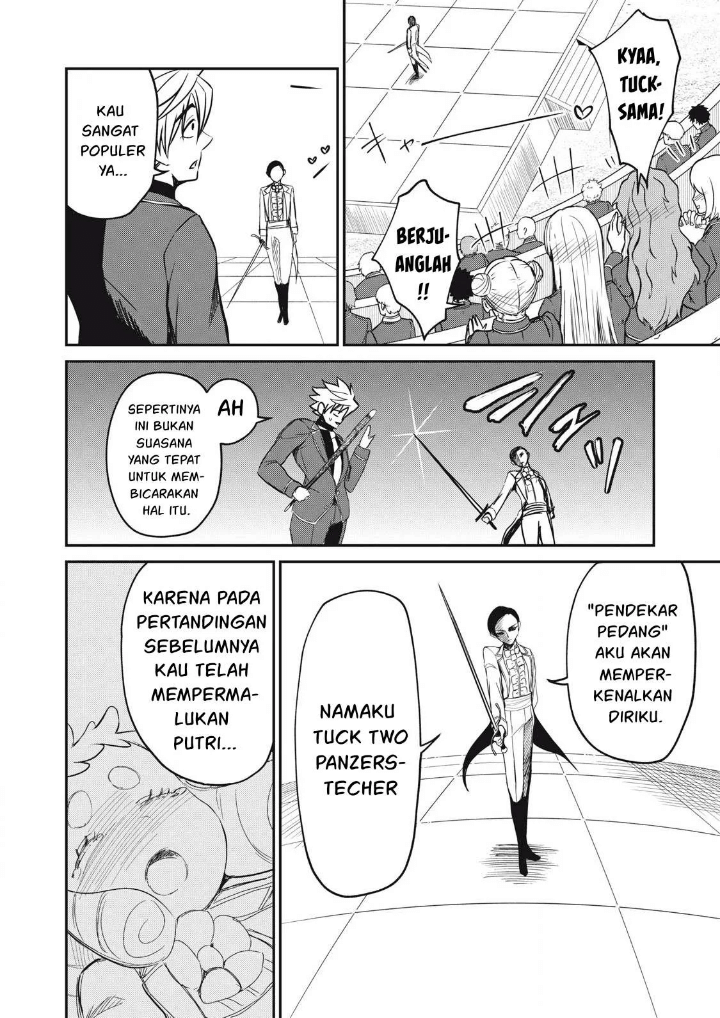 KYAA,
TUCK-
SAMA!
BERJU-
ANGLAH
!!
KAU
SANGAT
POPULER
YA...
AH
SEPERTINYA
INI BUKAN
SUASANA
YANG TEPAT
UNTUK MEM-
BICARAKAN
HAL ITU.
"PENDEKAR
PEDANG"
AKU AKAN
MEMPER-
KENALKAN
DIRIKU.
NAMAKU
TUCK TWO
PANZERS-
TECHER
KARENA PADA
PERTANDINGAN
SEBELUMNYA
KAU TELAH
MEMPERMA-
LUKAN
PUTRI...